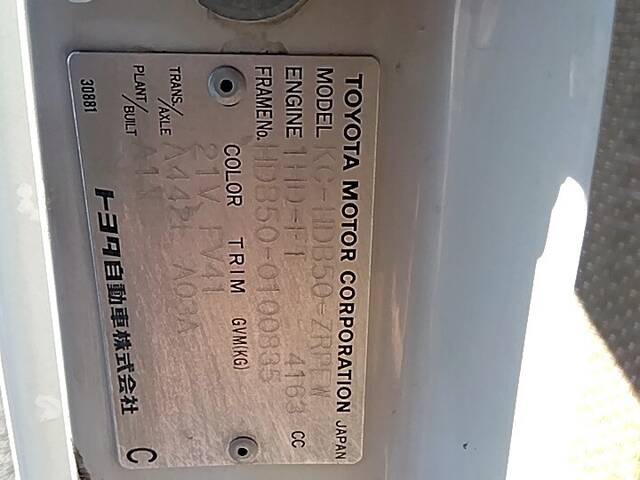 TOYOTA MOTOR CORPORATION JAPAN
MODEL KC-HDB50-ZRPEW
ENGINE 1HD-FT 4163 CC
FRAME No. HDB50-0100835
COLOR TRIM GVM(KG)
21V FV41
TRANS./AXLE A442F A03A
PLANT/BUILT
トヨタ自動車株式会社 C
30881